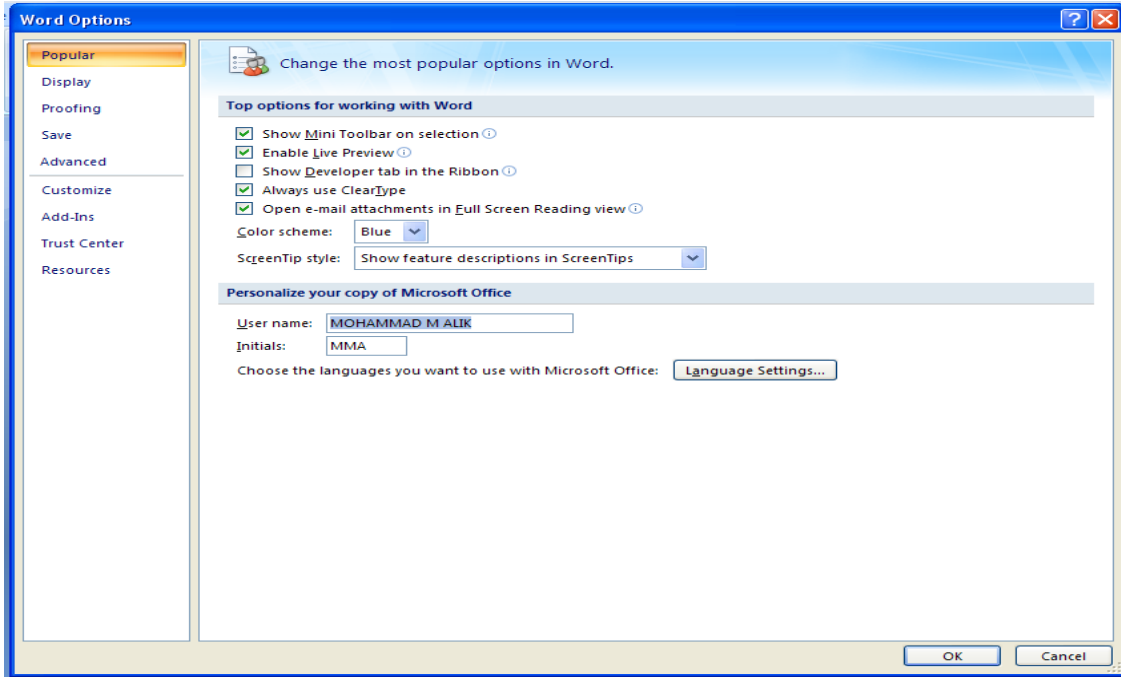 Word Options
Popular
Display
Proofing
Save
Advanced
Customize
Add-Ins
Trust Center
Resources
Change the most popular options in Word.
Top options for working with Word
Show Mini Toolbar on selection
Enable Live Preview
Show Developer tab in the Ribbon
Always use ClearType
Open e-mail attachments in Full Screen Reading view
Color scheme: Blue
ScreenTip style: Show feature descriptions in ScreenTips
Personalize your copy of Microsoft Office
User name: MOHAMMAD M ALIK
Initials: MMA
Choose the languages you want to use with Microsoft Office: Language Settings...
OK Cancel